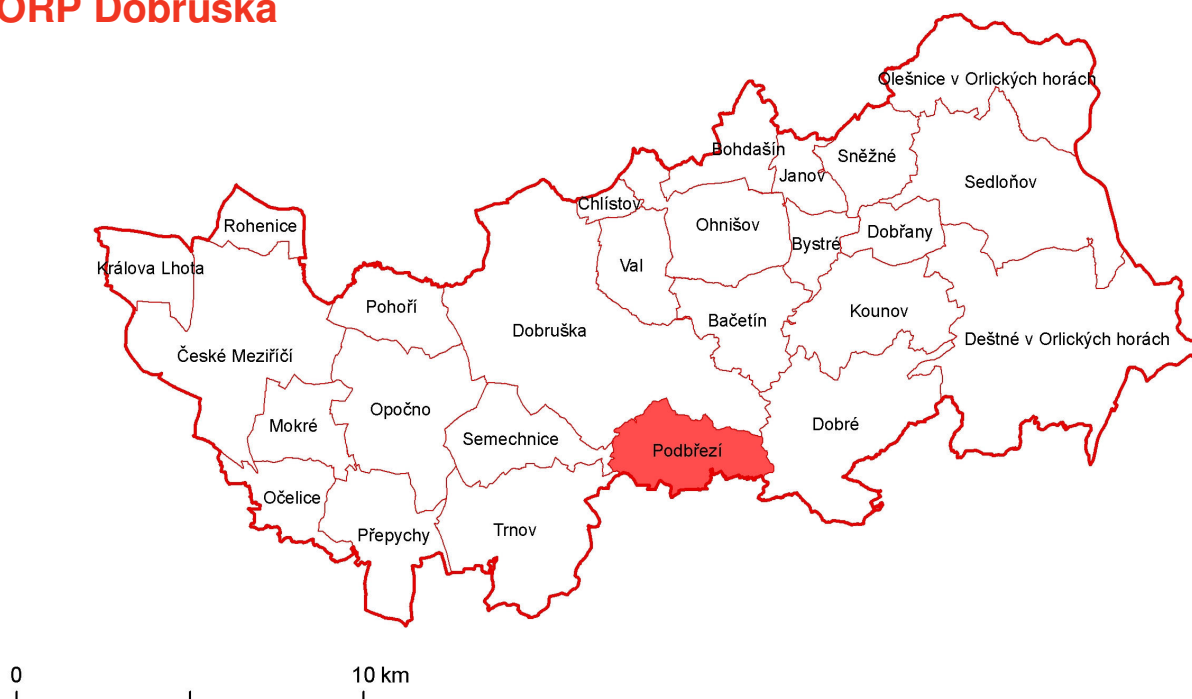 ORP Dobruška
Olešnice v Orlických horách
Bohdašín
Sněžné
Janov
Sedloňov
Chlístov
Rohenice
Ohnišov
Dobřany
Bystré
Králova Lhota
Val
Pohoří
Kounov
Bačetín
Dobruška
Deštné v Orlických horách
České Meziříčí
Opočno
Mokré
Dobré
Semechnice
Podbřezí
Očelice
Trnov
Přepychy
0
10 km